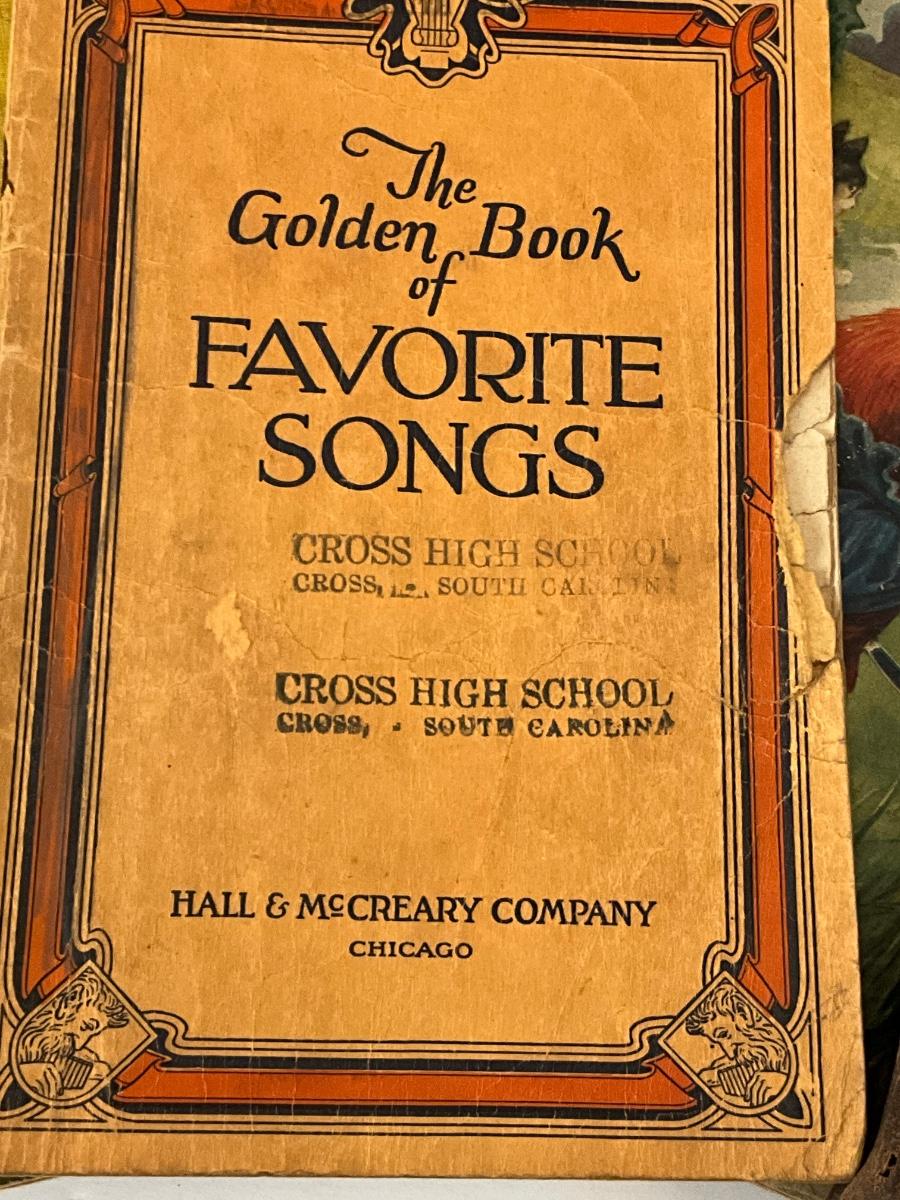 The
Golden Book
of
FAVORITE
SONGS
CROSS HIGH SCHOOL
CROSS, SOUTH CAROLINA
CROSS HIGH SCHOOL
CROSS, - SOUTH CAROLINA
HALL & McCREARY COMPANY
CHICAGO